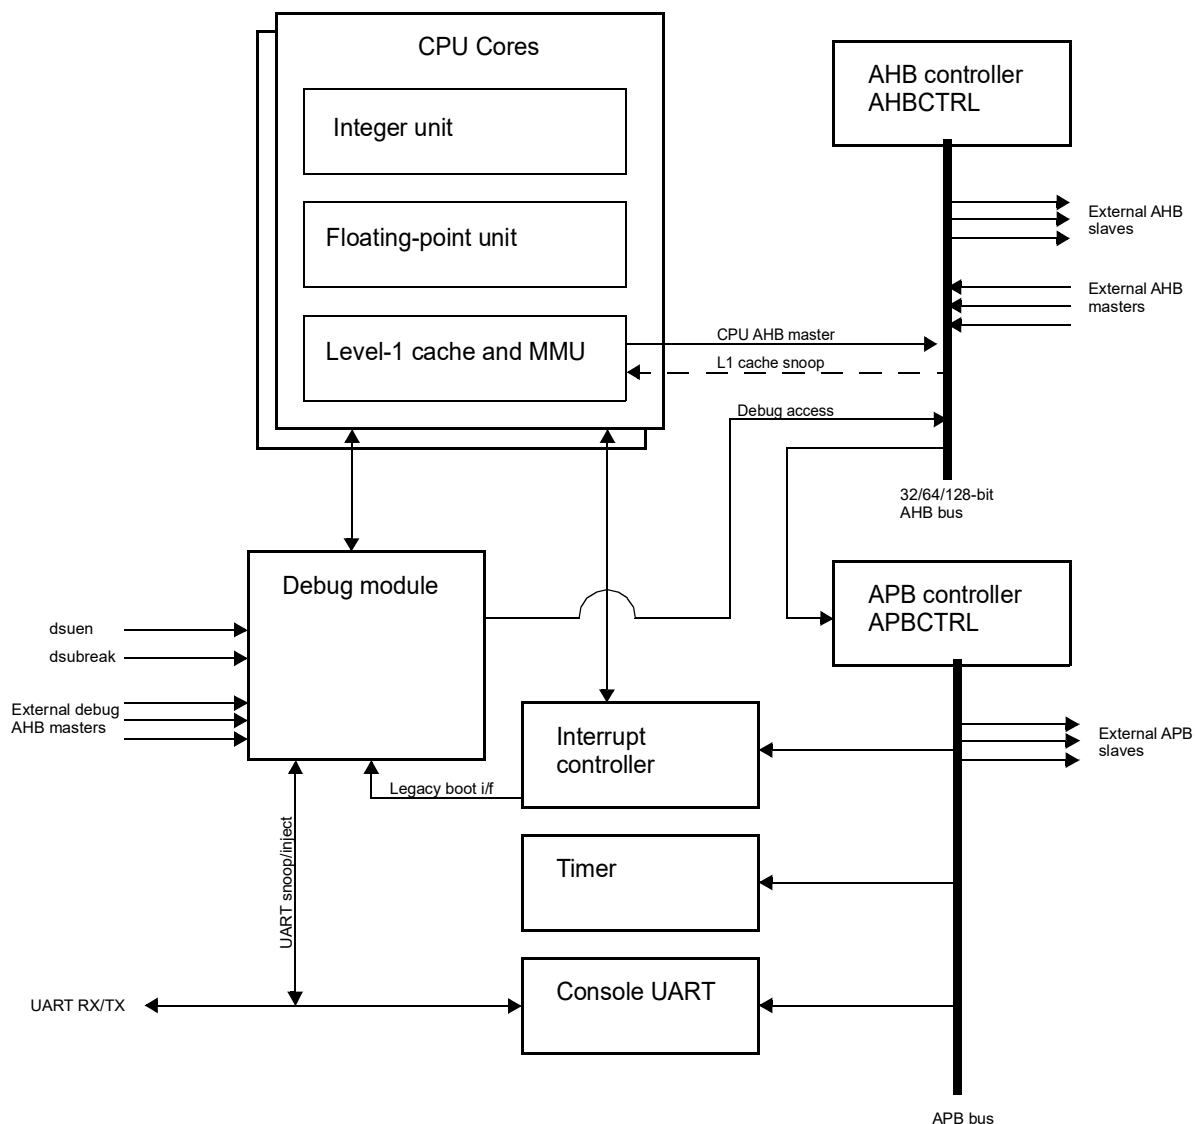 CPU Cores
Integer unit
Floating-point unit
Level-1 cache and MMU
AHB controller
AHBCTRL
External AHB
slaves
External AHB
masters
CPU AHB master
L1 cache snoop
Debug access
32/64/128-bit
AHB bus
Debug module
dsuen
dsubreak
External debug
AHB masters
APB controller
APBCTRL
External APB
slaves
Interrupt
controller
Legacy boot i/f
UART snoop/inject
Timer
Console UART
UART RX/TX
APB bus